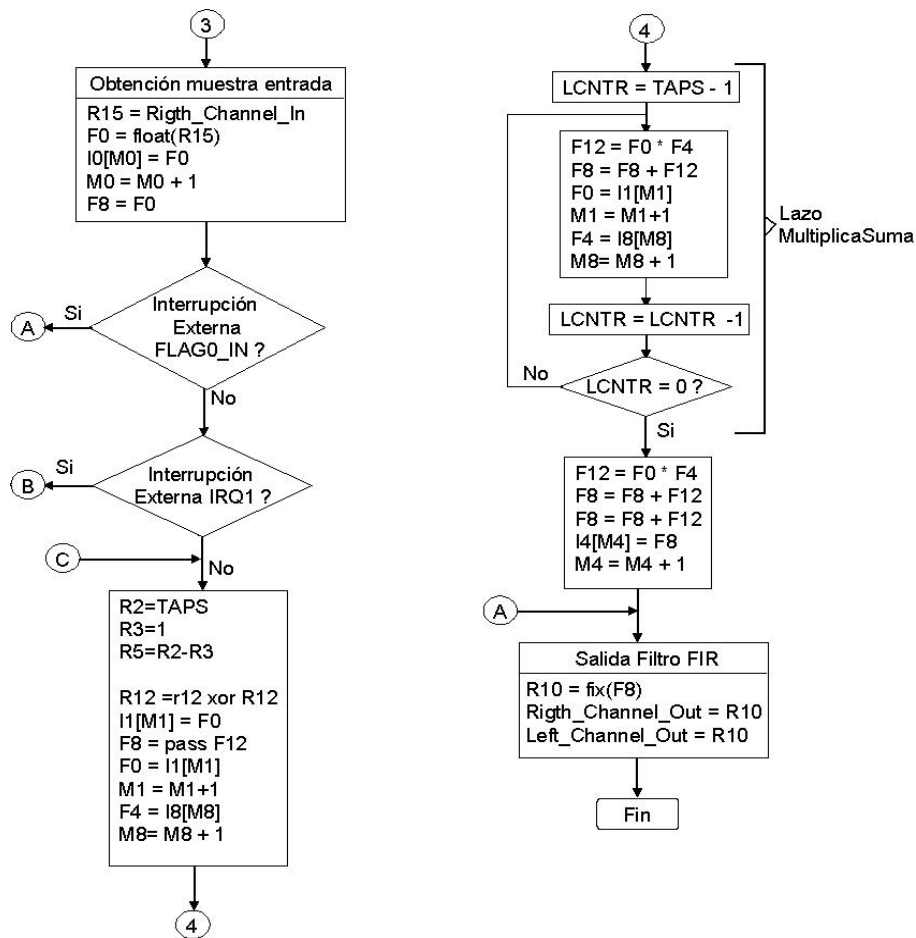 3
Obtención muestra entrada
R15 = Rigth_Channel_In
F0 = float(R15)
I0[M0] = F0
M0 = M0 + 1
F8 = F0
Interrupción
Externa
FLAG0_IN ?
Si
A
No
Interrupción
Externa IRQ1 ?
Si
B
C
No
R2=TAPS
R3=1
R5=R2-R3
R12 =r12 xor R12
I1[M1] = F0
F8 = pass F12
F0 = I1[M1]
M1 = M1+1
F4 = I8[M8]
M8= M8 + 1
4
4
LCNTR = TAPS - 1
F12 = F0 * F4
F8 = F8 + F12
F0 = I1[M1]
M1 = M1+1
F4 = I8[M8]
M8= M8 + 1
Lazo
MultiplicaSuma
LCNTR = LCNTR -1
No
LCNTR = 0 ?
Si
F12 = F0 * F4
F8 = F8 + F12
F8 = F8 + F12
I4[M4] = F8
M4 = M4 + 1
A
Salida Filtro FIR
R10 = fix(F8)
Rigth_Channel_Out = R10
Left_Channel_Out = R10
Fin